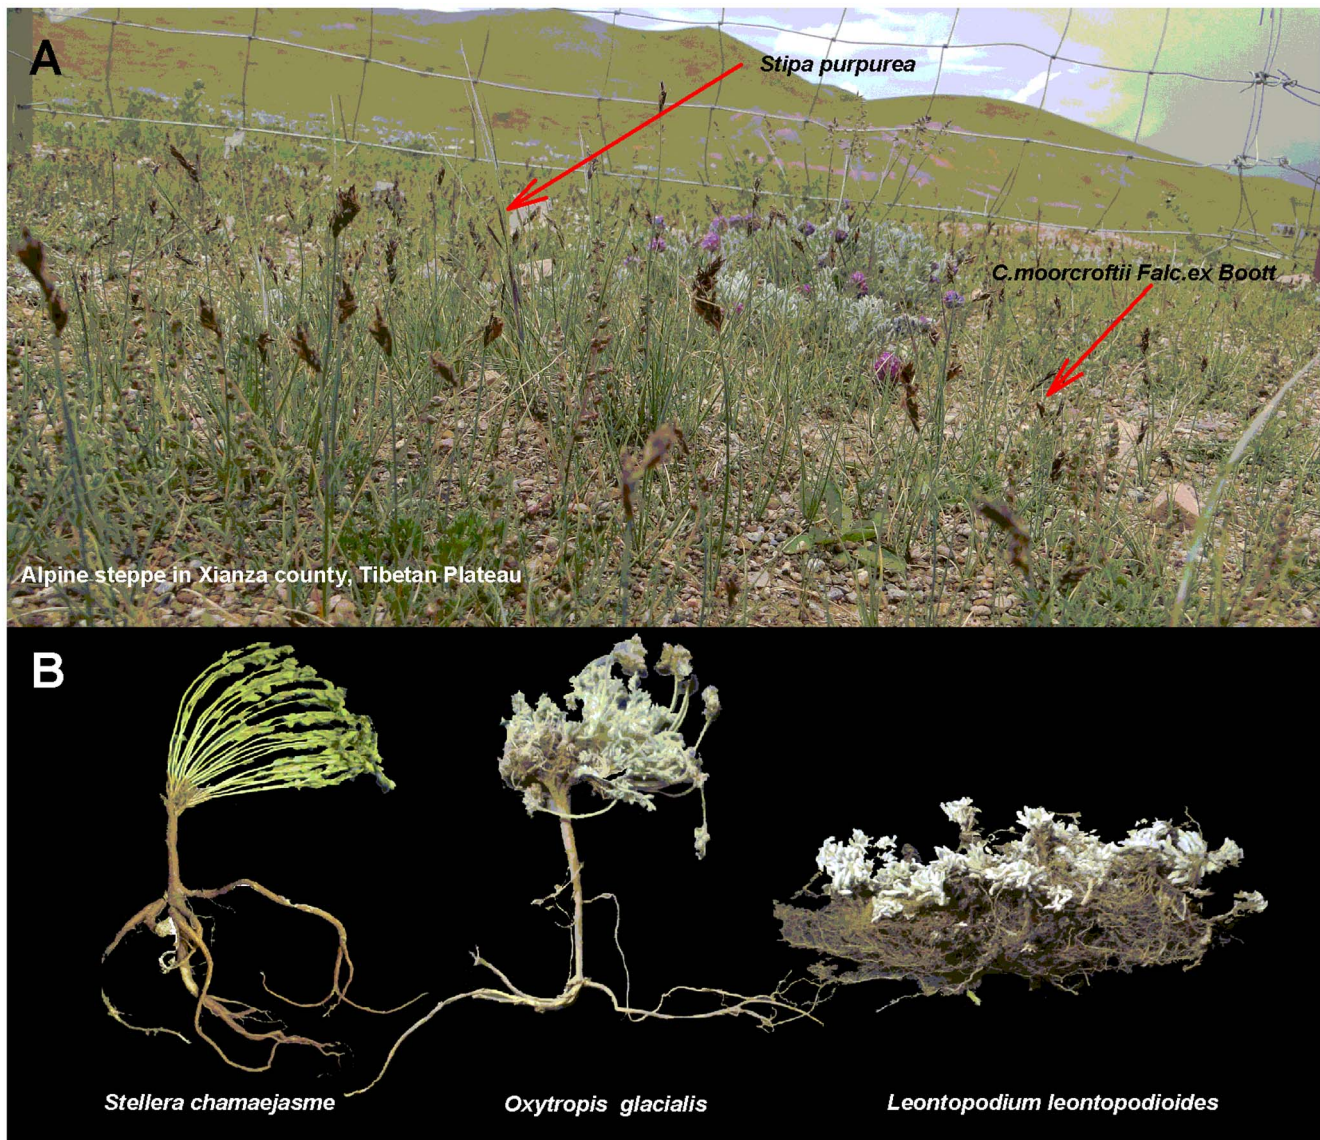 A
Stipa purpurea
C.moorcroftii Falc.ex Boott
Alpine steppe in Xianza county, Tibetan Plateau
B
Stellera chamaejasme
Oxytropis glacialis
Leontopodium leontopodioides